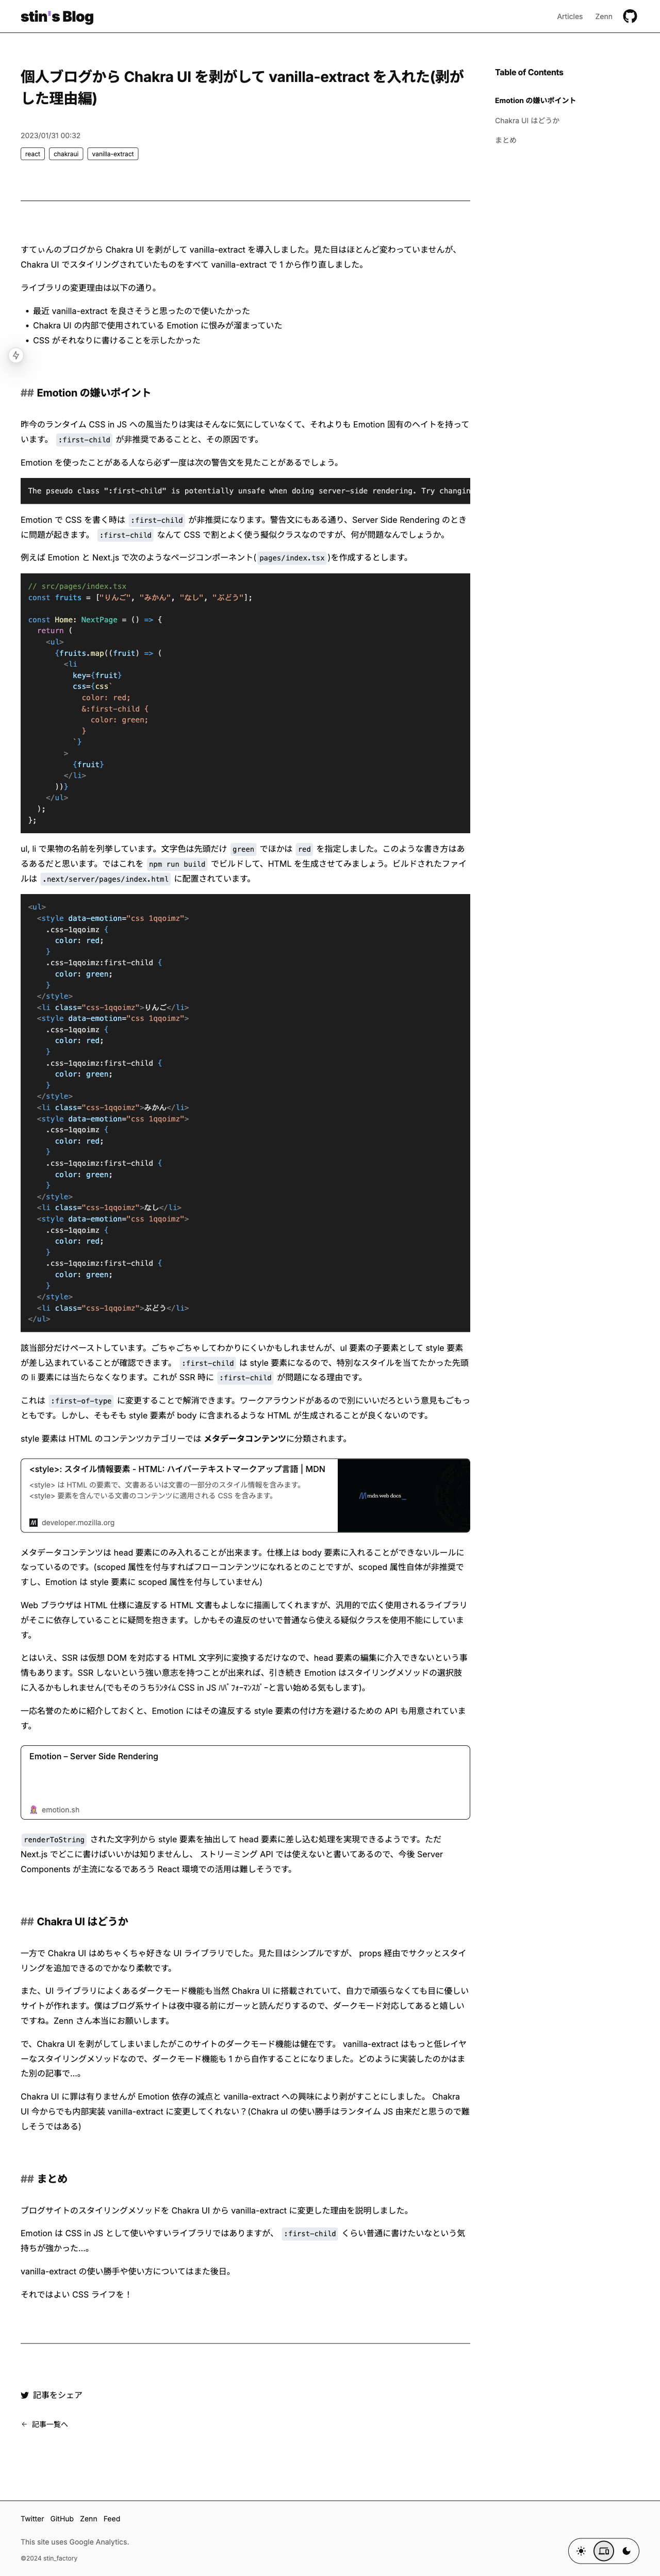 stin's Blog
Articles
Zenn
個人ブログから Chakra UI を剥がして vanilla-extract を入れた(剥が
した理由編)
2023/01/31 00:32
react
chakraui
vanilla-extract
Table of Contents
Emotion の嫌いポイント
Chakra UI はどうか
まとめ
すてぃんのブログから Chakra UI を剥がして vanilla-extract を導入しました。見た目はほとんど変わっていませんが、
Chakra UI でスタイリングされていたものをすべて vanilla-extract で 1 から作り直しました。
ライブラリの変更理由は以下の通り。
• 最近 vanilla-extract を良さそうと思ったので使いたかった
• Chakra UI の内部で使用されている Emotion に恨みが溜まっていた
• CSS がそれなりに書けることを示したかった
## Emotion の嫌いポイント
昨今のランタイム CSS in JS への風当たりは実はそんなに気にしていなくて、それよりも Emotion 固有のヘイトを持って
います。 :first-child が非推奨であることと、その原因です。
Emotion を使ったことがある人なら必ず一度は次の警告文を見たことがあるでしょう。
The pseudo class ":first-child" is potentially unsafe when doing server-side rendering. Try changin
Emotion で CSS を書く時は :first-child が非推奨になります。警告文にもある通り、Server Side Rendering のとき
に問題が起きます。 :first-child なんて CSS で割とよく使う擬似クラスなのですが、何が問題なんでしょうか。
例えば Emotion と Next.js で次のようなページコンポーネント( pages/index.tsx )を作成するとします。
// src/pages/index.tsx
const fruits = ["りんご", "みかん", "なし", "ぶどう"];
const Home: NextPage = () => {
return (
<ul>
{fruits.map((fruit) => (
<li
key={fruit}
css={css`
color: red;
&:first-child {
color: green;
}
`}
>
{fruit}
</li>
))}
</ul>
);
};
ul, li で果物の名前を列挙しています。文字色は先頭だけ green でほかは red を指定しました。このような書き方はあ
るあるだと思います。ではこれを npm run build でビルドして、HTML を生成させてみましょう。ビルドされたファイ
ルは .next/server/pages/index.html に配置されています。
<ul>
<style data-emotion="css 1qqoimz">
.css-1qqoimz {
color: red;
}
.css-1qqoimz:first-child {
color: green;
}
</style>
<li class="css-1qqoimz">りんご</li>
<style data-emotion="css 1qqoimz">
.css-1qqoimz {
color: red;
}
.css-1qqoimz:first-child {
color: green;
}
</style>
<li class="css-1qqoimz">みかん</li>
<style data-emotion="css 1qqoimz">
.css-1qqoimz {
color: red;
}
.css-1qqoimz:first-child {
color: green;
}
</style>
<li class="css-1qqoimz">なし</li>
<style data-emotion="css 1qqoimz">
.css-1qqoimz {
color: red;
}
.css-1qqoimz:first-child {
color: green;
}
</style>
<li class="css-1qqoimz">ぶどう</li>
</ul>
該当部分だけペーストしています。ごちゃごちゃしてわかりにくいかもしれませんが、ul 要素の子要素として style 要素
が差し込まれていることが確認できます。 :first-child は style 要素になるので、特別なスタイルを当てたかった先頭
の li 要素には当たらなくなります。これが SSR 時に :first-child が問題になる理由です。
これは :first-of-type に変更することで解消できます。ワークアラウンドがあるので別にいいだろという意見もごもっ
ともです。しかし、そもそも style 要素が body に含まれるような HTML が生成されることが良くないのです。
style 要素は HTML のコンテンツカテゴリーでは メタデータコンテンツに分類されます。
<style>: スタイル情報要素 - HTML: ハイパーテキストマークアップ言語 | MDN
<style> は HTML の要素で、文書あるいは文書の一部分のスタイル情報を含みます。
<style> 要素を含んでいる文書のコンテンツに適用される CSS を含みます。
developer.mozilla.org
mdn web docs_
メタデータコンテンツは head 要素にのみ入れることが出来ます。仕様上は body 要素に入れることができないルールに
なっているのです。(scoped 属性を付与すればフローコンテンツになれるとのことですが、scoped 属性自体が非推奨で
すし、Emotion は style 要素に scoped 属性を付与していません)
Web ブラウザは HTML 仕様に違反する HTML 文書もよしなに描画してくれますが、汎用的で広く使用されるライブラリ
がそこに依存していることに疑問を抱きます。しかもその違反のせいで普通なら使える疑似クラスを使用不能にしていま
す。
とはいえ、SSR は仮想 DOM を対応する HTML 文字列に変換するだけなので、head 要素の編集に介入できないという事
情もあります。SSR しないという強い意志を持つことが出来れば、引き続き Emotion はスタイリングメソッドの選択肢
に入るかもしれません(でもそのうちﾗﾝﾀｲﾑ CSS in JS ﾊﾊﾟﾌｫｰﾏﾝｽｶﾞｰと言い始める気もします)。
一応名誉のために紹介しておくと、Emotion にはその違反する style 要素の付け方を避けるための API も用意されていま
す。
Emotion – Server Side Rendering
emotion.sh
renderToString された文字列から style 要素を抽出して head 要素に差し込む処理を実現できるようです。ただ
Next.js でどこに書けばいいかは知りませんし、 ストリーミング API では使えないと書いてあるので、今後 Server
Components が主流になるであろう React 環境での活用は難しそうです。
## Chakra UI はどうか
一方で Chakra UI はめちゃくちゃ好きな UI ライブラリでした。見た目はシンプルですが、 props 経由でサクッとスタイ
リングを追加できるのでかなり柔軟です。
また、UI ライブラリによくあるダークモード機能も当然 Chakra UI に搭載されていて、自力で頑張らなくても目に優しい
サイトが作れます。僕はブログ系サイトは夜中寝る前にガーッと読んだりするので、ダークモード対応してあると嬉しい
ですね。Zenn さん本当にお願いします。
で、Chakra UI を剥がしてしまいましたがこのサイトのダークモード機能は健在です。 vanilla-extract はもっと低レイヤ
ーなスタイリングメソッドなので、ダークモード機能も 1 から自作することになりました。どのように実装したのかはま
た別の記事で…。
Chakra UI に罪は有りませんが Emotion 依存の減点と vanilla-extract への興味により剥がすことにしました。 Chakra
UI 今からでも内部実装 vanilla-extract に変更してくれない？(Chakra uI の使い勝手はランタイム JS 由来だと思うので難
しそうではある)
## まとめ
ブログサイトのスタイリングメソッドを Chakra UI から vanilla-extract に変更した理由を説明しました。
Emotion は CSS in JS として使いやすいライブラリではありますが、 :first-child くらい普通に書けたいなという気
持ちが強かった…。
vanilla-extract の使い勝手や使い方についてはまた後日。
それではよい CSS ライフを！
記事をシェア
← 記事一覧へ
Twitter
GitHub
Zenn
Feed
This site uses Google Analytics.
©2024 stin_factory